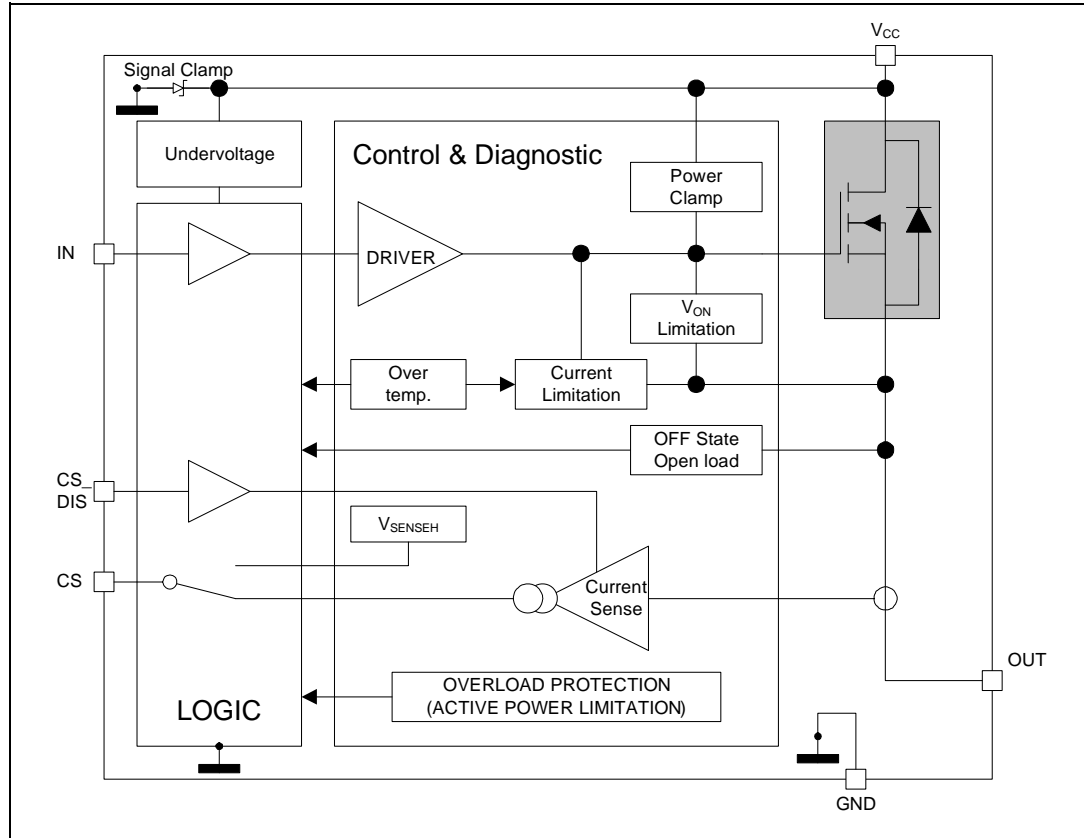 VCC
Signal Clamp
Undervoltage
Control & Diagnostic
Power
Clamp
IN
DRIVER
VON
Limitation
Over
temp.
Current
Limitation
OFF State
Open load
CS_
DIS
VSENSEH
CS
Current
Sense
OUT
OVERLOAD PROTECTION
(ACTIVE POWER LIMITATION)
LOGIC
GND